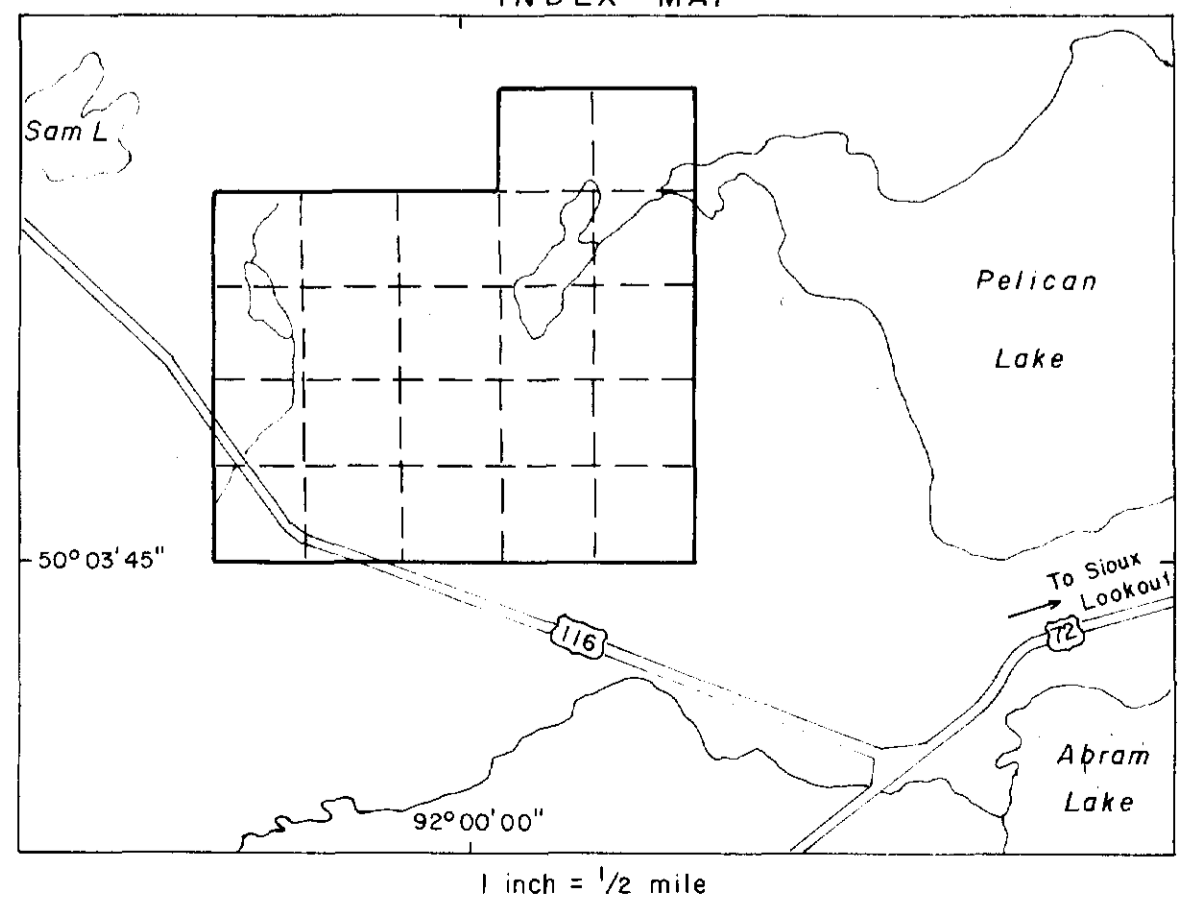 INDEX MAP
Sam L
Pelican
Lake
50° 03' 45"
To Sioux
Lookout
72
116
Abram
Lake
92° 00' 00"
1 inch = 1/2 mile